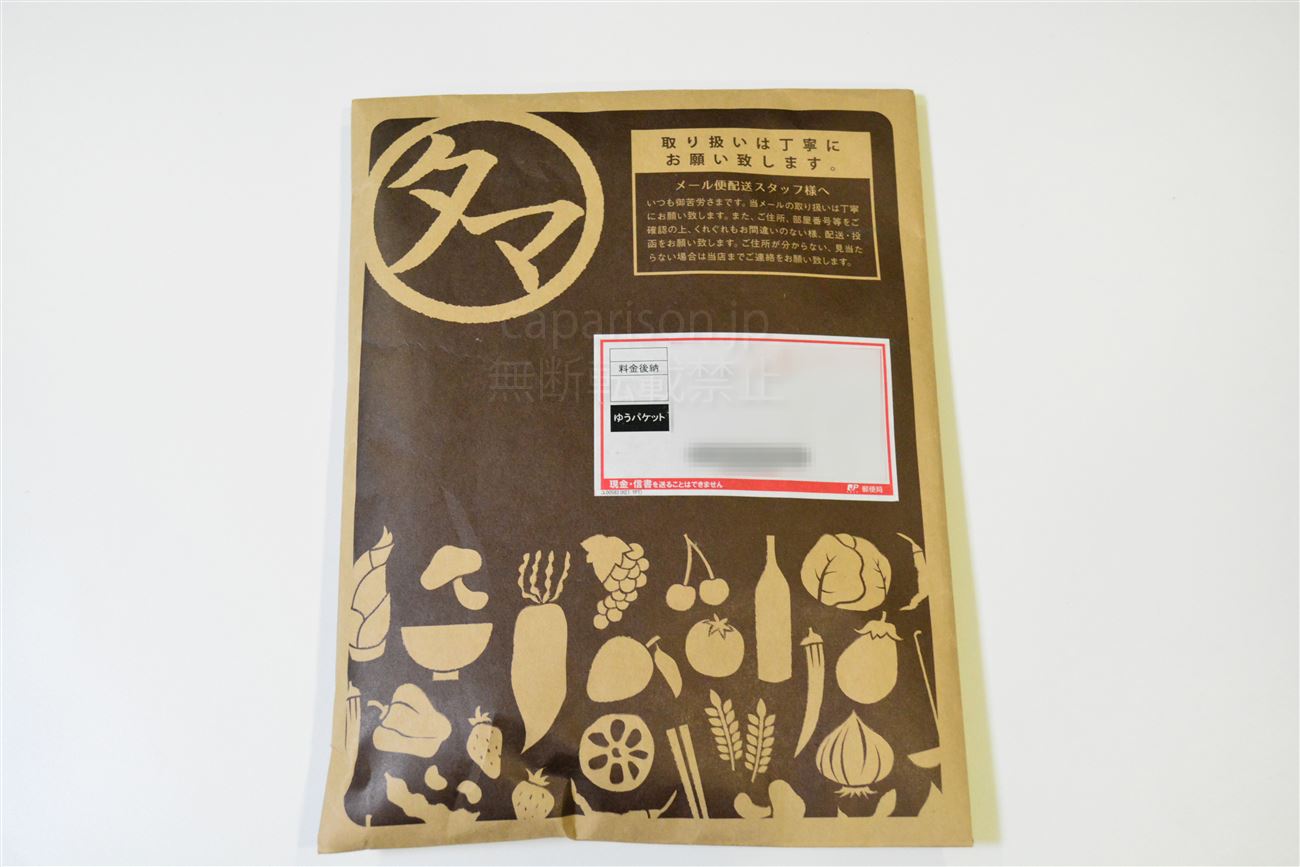 タマ
取り扱いは丁寧に
お願い致します。
メール便配送スタッフ様へ
いつも御苦労さまです。当メールの取り扱いは丁寧
にお願い致します。また、ご住所、部屋番号等をご
確認の上、くれぐれもお間違いのない様、配送・投
函をお願い致します。ご住所が分からない、見当た
らない場合は当店までご連絡をお願い致します。
caparison.jp
無断転載禁止
料金後納
ゆうパケット
現金・信書を送ることはできません
JP 郵便局